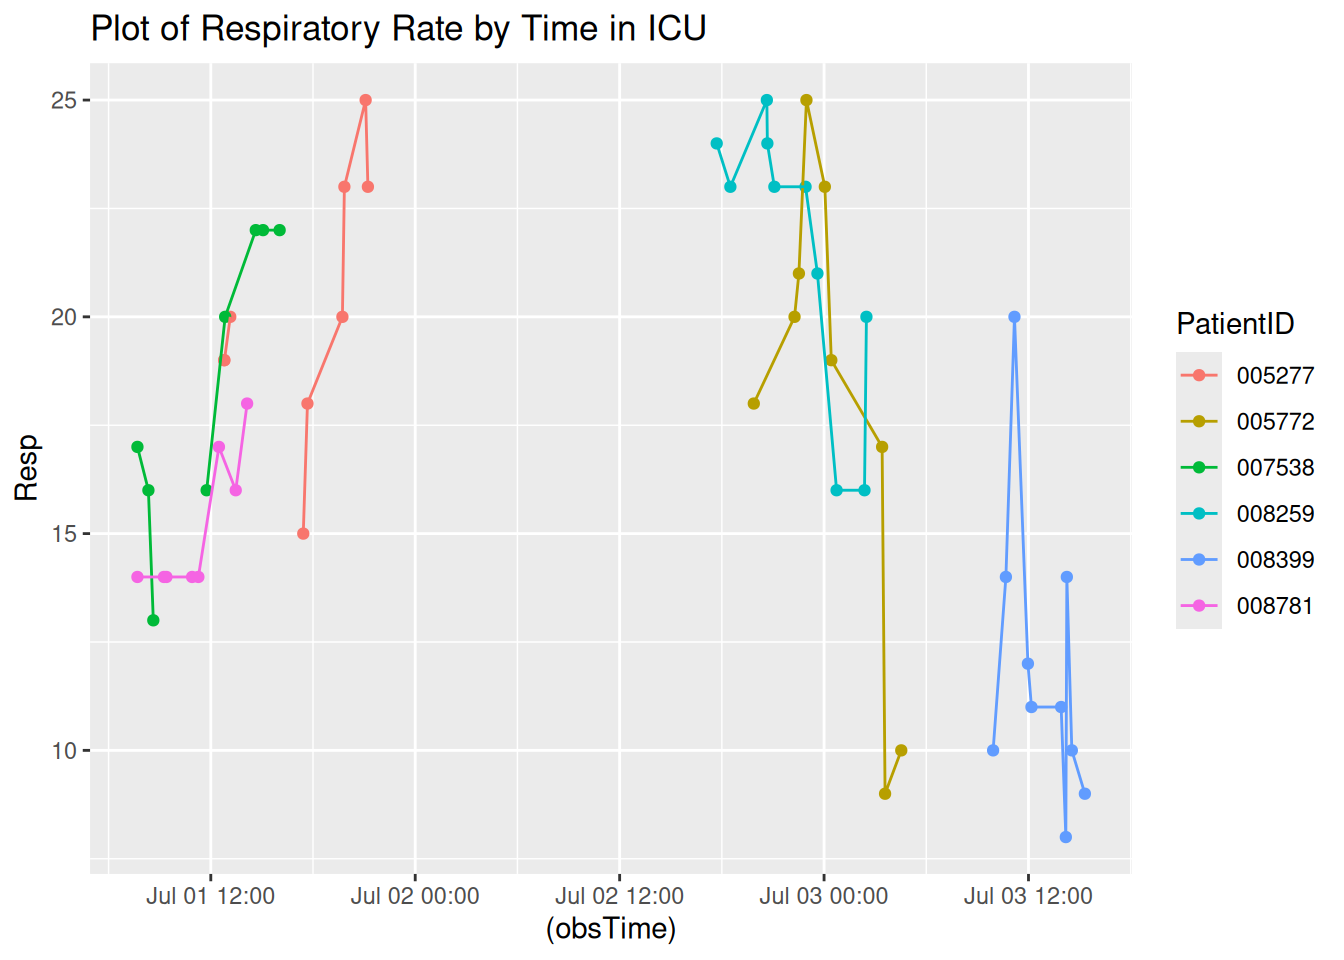 Plot of Respiratory Rate by Time in ICU
25
20
15
10
Resp
Jul 01 12:00
Jul 02 00:00
Jul 02 12:00
Jul 03 00:00
Jul 03 12:00
(obsTime)
PatientID
005277
005772
007538
008259
008399
008781